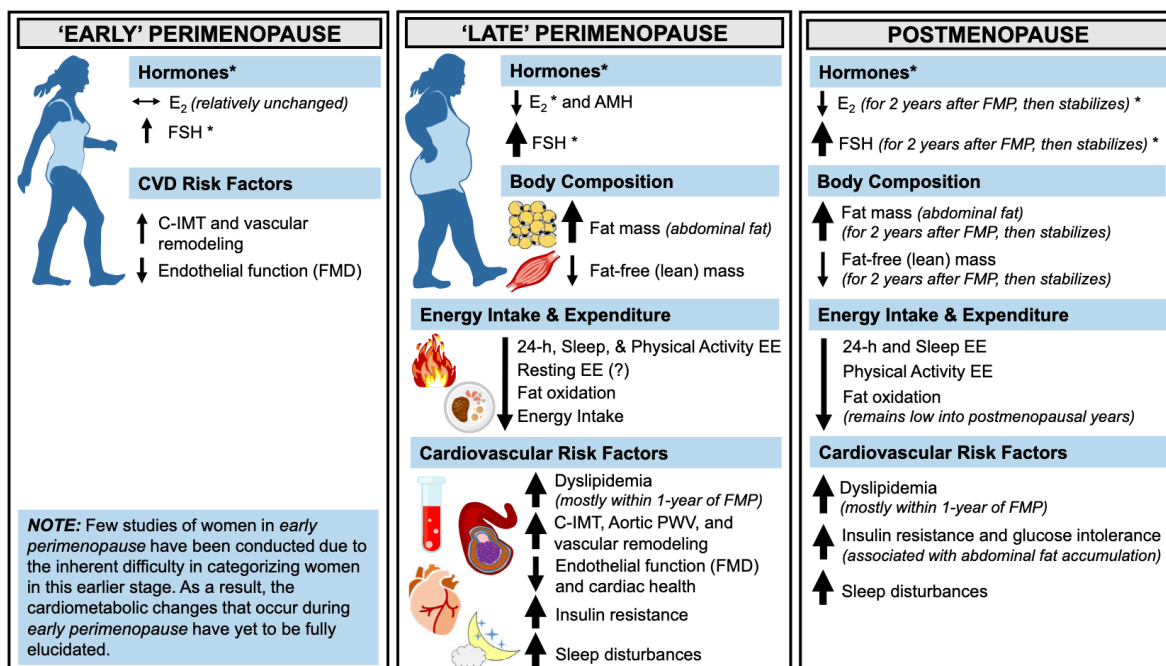 ‘EARLY’ PERIMENOPAUSE
Hormones*
E₂ (relatively unchanged)
FSH *
CVD Risk Factors
C-IMT and vascular
remodeling
Endothelial function (FMD)
NOTE: Few studies of women in early
perimenopause have been conducted due to
the inherent difficulty in categorizing women
in this earlier stage. As a result, the
cardiometabolic changes that occur during
early perimenopause have yet to be fully
elucidated.
‘LATE’ PERIMENOPAUSE
Hormones*
E₂ * and AMH
FSH *
Body Composition
Fat mass (abdominal fat)
Fat-free (lean) mass
Energy Intake & Expenditure
24-h, Sleep, & Physical Activity EE
Resting EE (?)
Fat oxidation
Energy Intake
Cardiovascular Risk Factors
Dyslipidemia
(mostly within 1-year of FMP)
C-IMT, Aortic PWV, and
vascular remodeling
Endothelial function (FMD)
and cardiac health
Insulin resistance
Sleep disturbances
POSTMENOPAUSE
Hormones*
E₂ (for 2 years after FMP, then stabilizes) *
FSH (for 2 years after FMP, then stabilizes) *
Body Composition
Fat mass (abdominal fat)
(for 2 years after FMP, then stabilizes)
Fat-free (lean) mass
(for 2 years after FMP, then stabilizes)
Energy Intake & Expenditure
24-h and Sleep EE
Physical Activity EE
Fat oxidation
(remains low into postmenopausal years)
Cardiovascular Risk Factors
Dyslipidemia
(mostly within 1-year of FMP)
Insulin resistance and glucose intolerance
(associated with abdominal fat accumulation)
Sleep disturbances